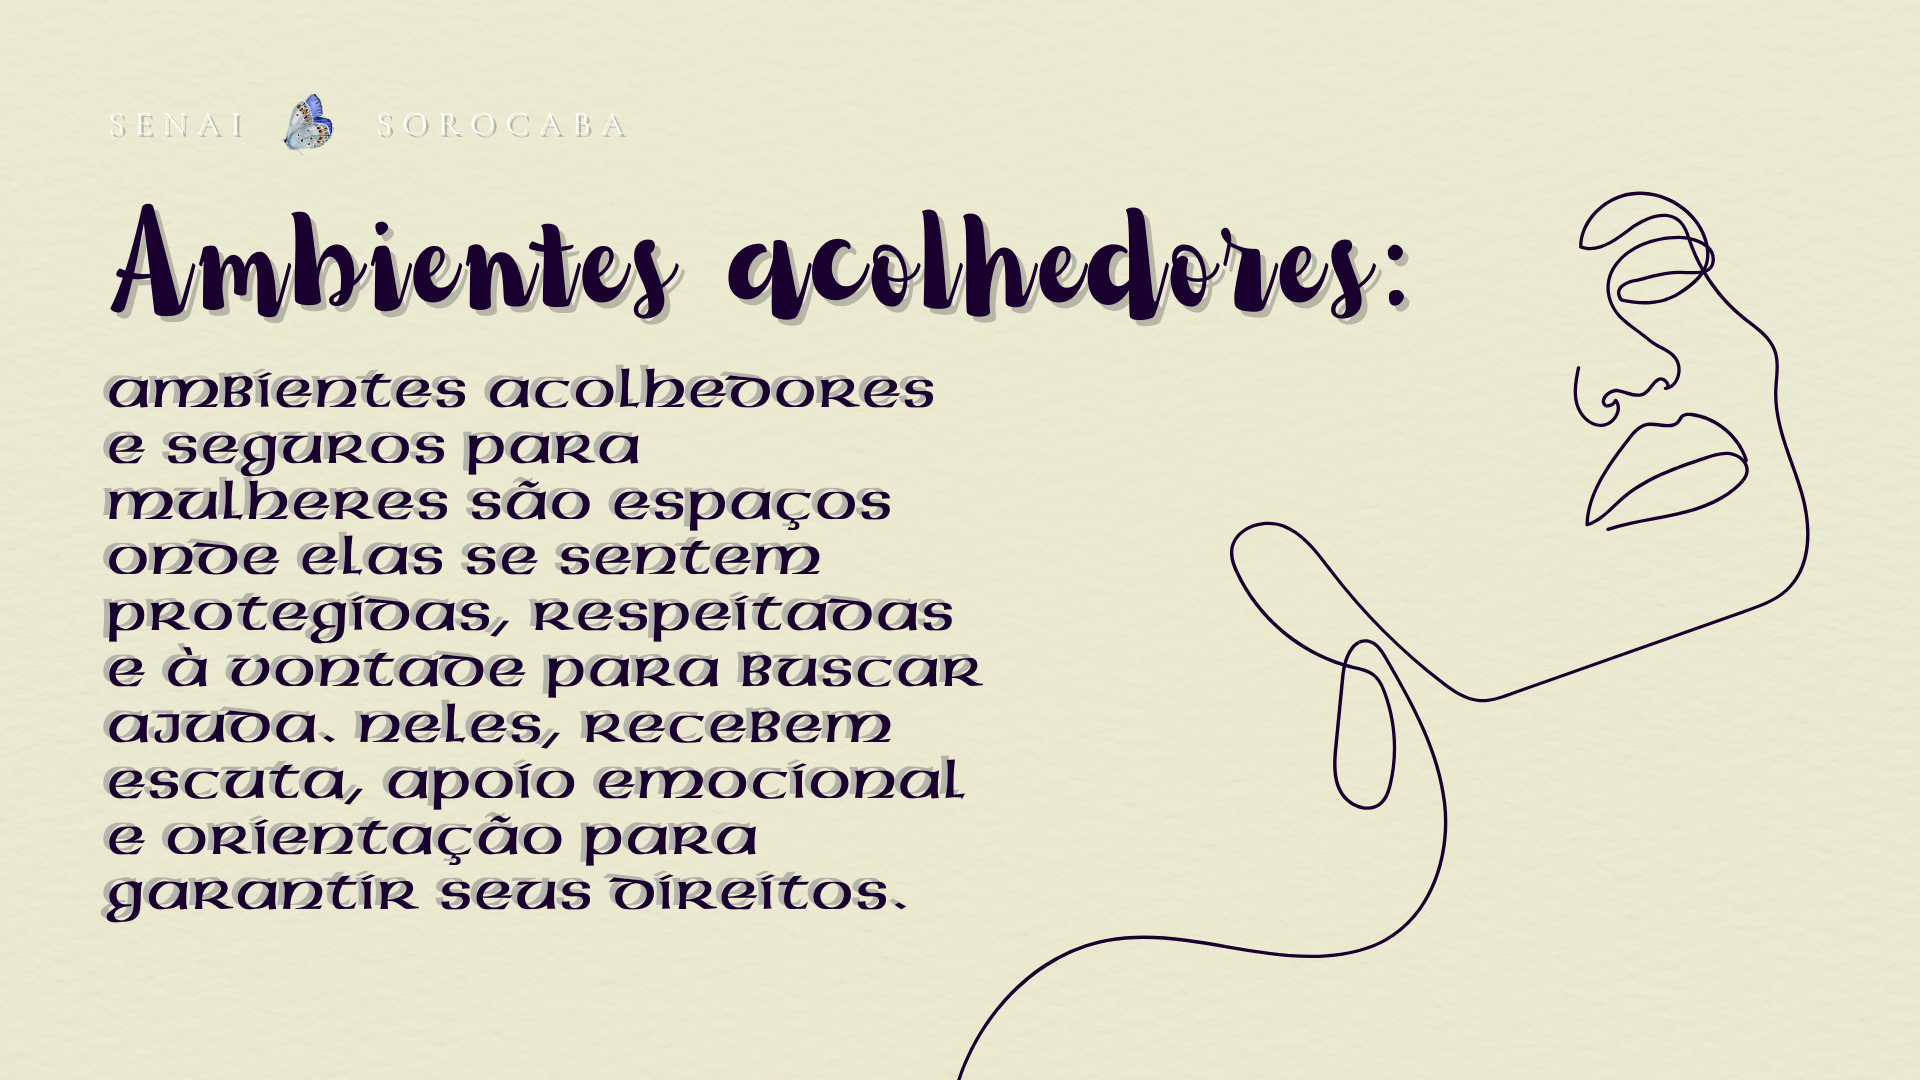 SENAI SOROCABA
Ambientes acolhedores:
ambientes acolhedores
e seguros para
mulheres são espaços
onde elas se sentem
protegidas, respeitadas
e à vontade para buscar
ajuda. Neles, recebem
escuta, apoio emocional
e orientação para
garantir seus direitos.